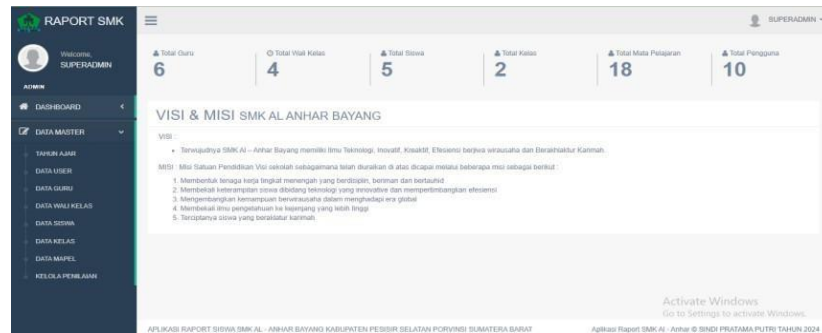 RAPORT SMK
SUPERADMIN
Welcome,
SUPERADMIN
ADMIN
DASHBOARD
DATA MASTER
TAHUN AJAR
DATA USER
DATA GURU
DATA WALI KELAS
DATA SISWA
DATA KELAS
DATA MAPEL
KELOLA PENILAIAN
Total Guru
6
Total Wali Kelas
4
Total Siswa
5
Total Kelas
2
Total Mata Pelajaran
18
Total Pengguna
10
VISI & MISI SMK AL ANHAR BAYANG
VISI :
Terwujudnya SMK Al – Anhar Bayang memiliki Ilmu Teknologi, Inovatif, Kreaktif, Efesiensi berjiwa wirausaha dan Berakhlaktur Karimah.
MISI : Misi Satuan Pendidikan Visi sekolah sebagaimana telah diuraikan di atas dicapai melalui beberapa misi sebagai berikut :
1. Membentuk tenaga kerja tingkat menengah yang berdisplin, beriman dan bertauhid
2. Membekali keterampilan siswa dibidang teknologi yang innovative dan mempertimbangkan efesiensi
3. Mengembangkan kemampuan berwirausaha dalam menghadapi era global
4. Membekali ilmu pengetahuan ke kejenjang yang lebih tinggi
5. Terciptanya siswa yang beraklatur karimah
Activate Windows
Go to Settings to activate Windows.
APLIKASI RAPORT SISWA SMK AL - ANHAR BAYANG KABUPATEN PESISIR SELATAN PORVINSI SUMATERA BARAT
Aplikasi Raport SMK Al - Anhar © SINDI PRATAMA PUTRI TAHUN 2024